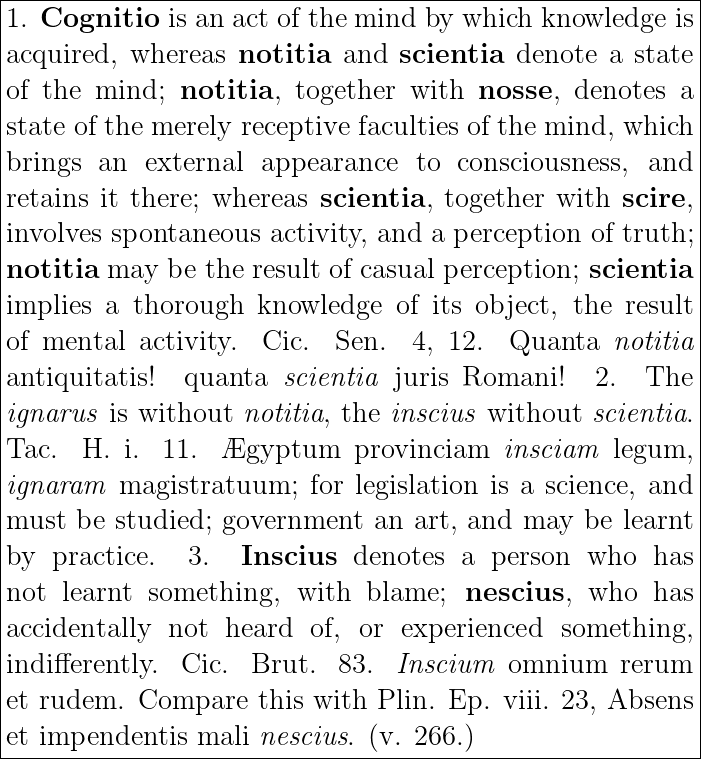 1. Cognitio is an act of the mind by which knowledge is
acquired, whereas notitia and scientia denote a state
of the mind; notitia, together with nosse, denotes a
state of the merely receptive faculties of the mind, which
brings an external appearance to consciousness, and
retains it there; whereas scientia, together with scire,
involves spontaneous activity, and a perception of truth;
notitia may be the result of casual perception; scientia
implies a thorough knowledge of its object, the result
of mental activity. Cic. Sen. 4, 12. Quanta notitia
antiquitatis! quanta scientia juris Romani! 2. The
ignarus is without notitia, the inscius without scientia.
Tac. H. i. 11. Ægyptum provinciam insciam legum,
ignaram magistratuum; for legislation is a science, and
must be studied; government an art, and may be learnt
by practice. 3. Inscius denotes a person who has
not learnt something, with blame; nescius, who has
accidentally not heard of, or experienced something,
indifferently. Cic. Brut. 83. Inscium omnium rerum
et rudem. Compare this with Plin. Ep. viii. 23, Absens
et impendentis mali nescius. (v. 266.)